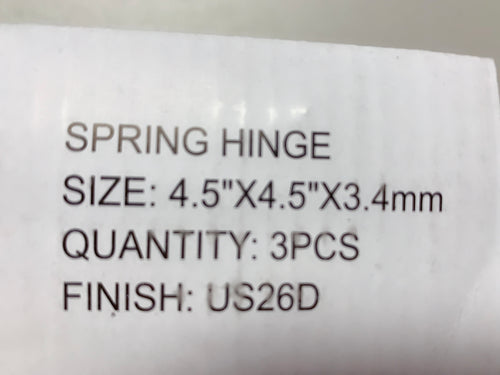 SPRING HINGE
SIZE: 4.5"X4.5"X3.4mm
QUANTITY: 3PCS
FINISH: US26D